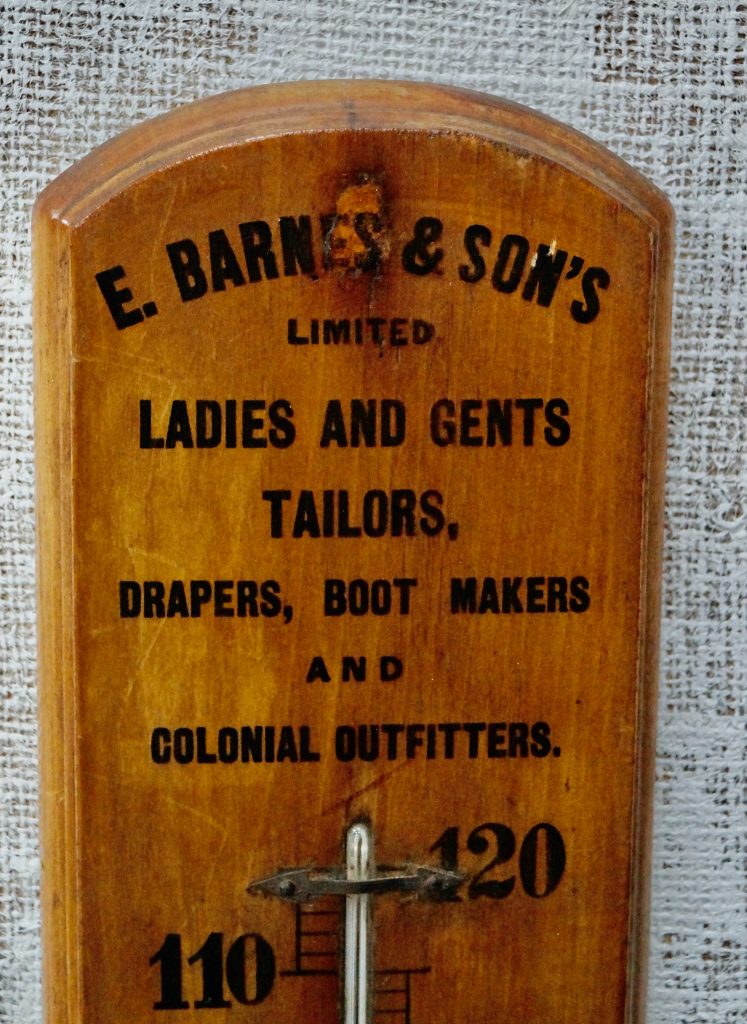 E. BARNES & SON'S
LIMITED
LADIES AND GENTS
TAILORS,
DRAPERS, BOOT MAKERS
AND
COLONIAL OUTFITTERS.
120
110